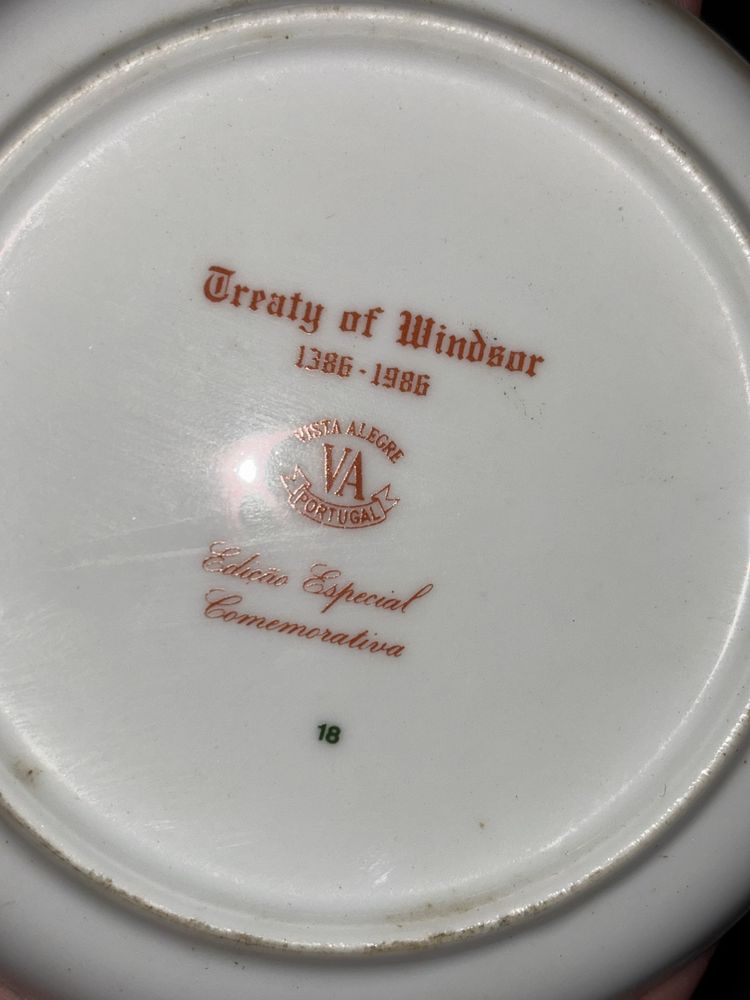 Treaty of Windsor
1386 - 1986
VISTA ALEGRE
VA
PORTUGAL
Edição Especial
Comemorativa
18